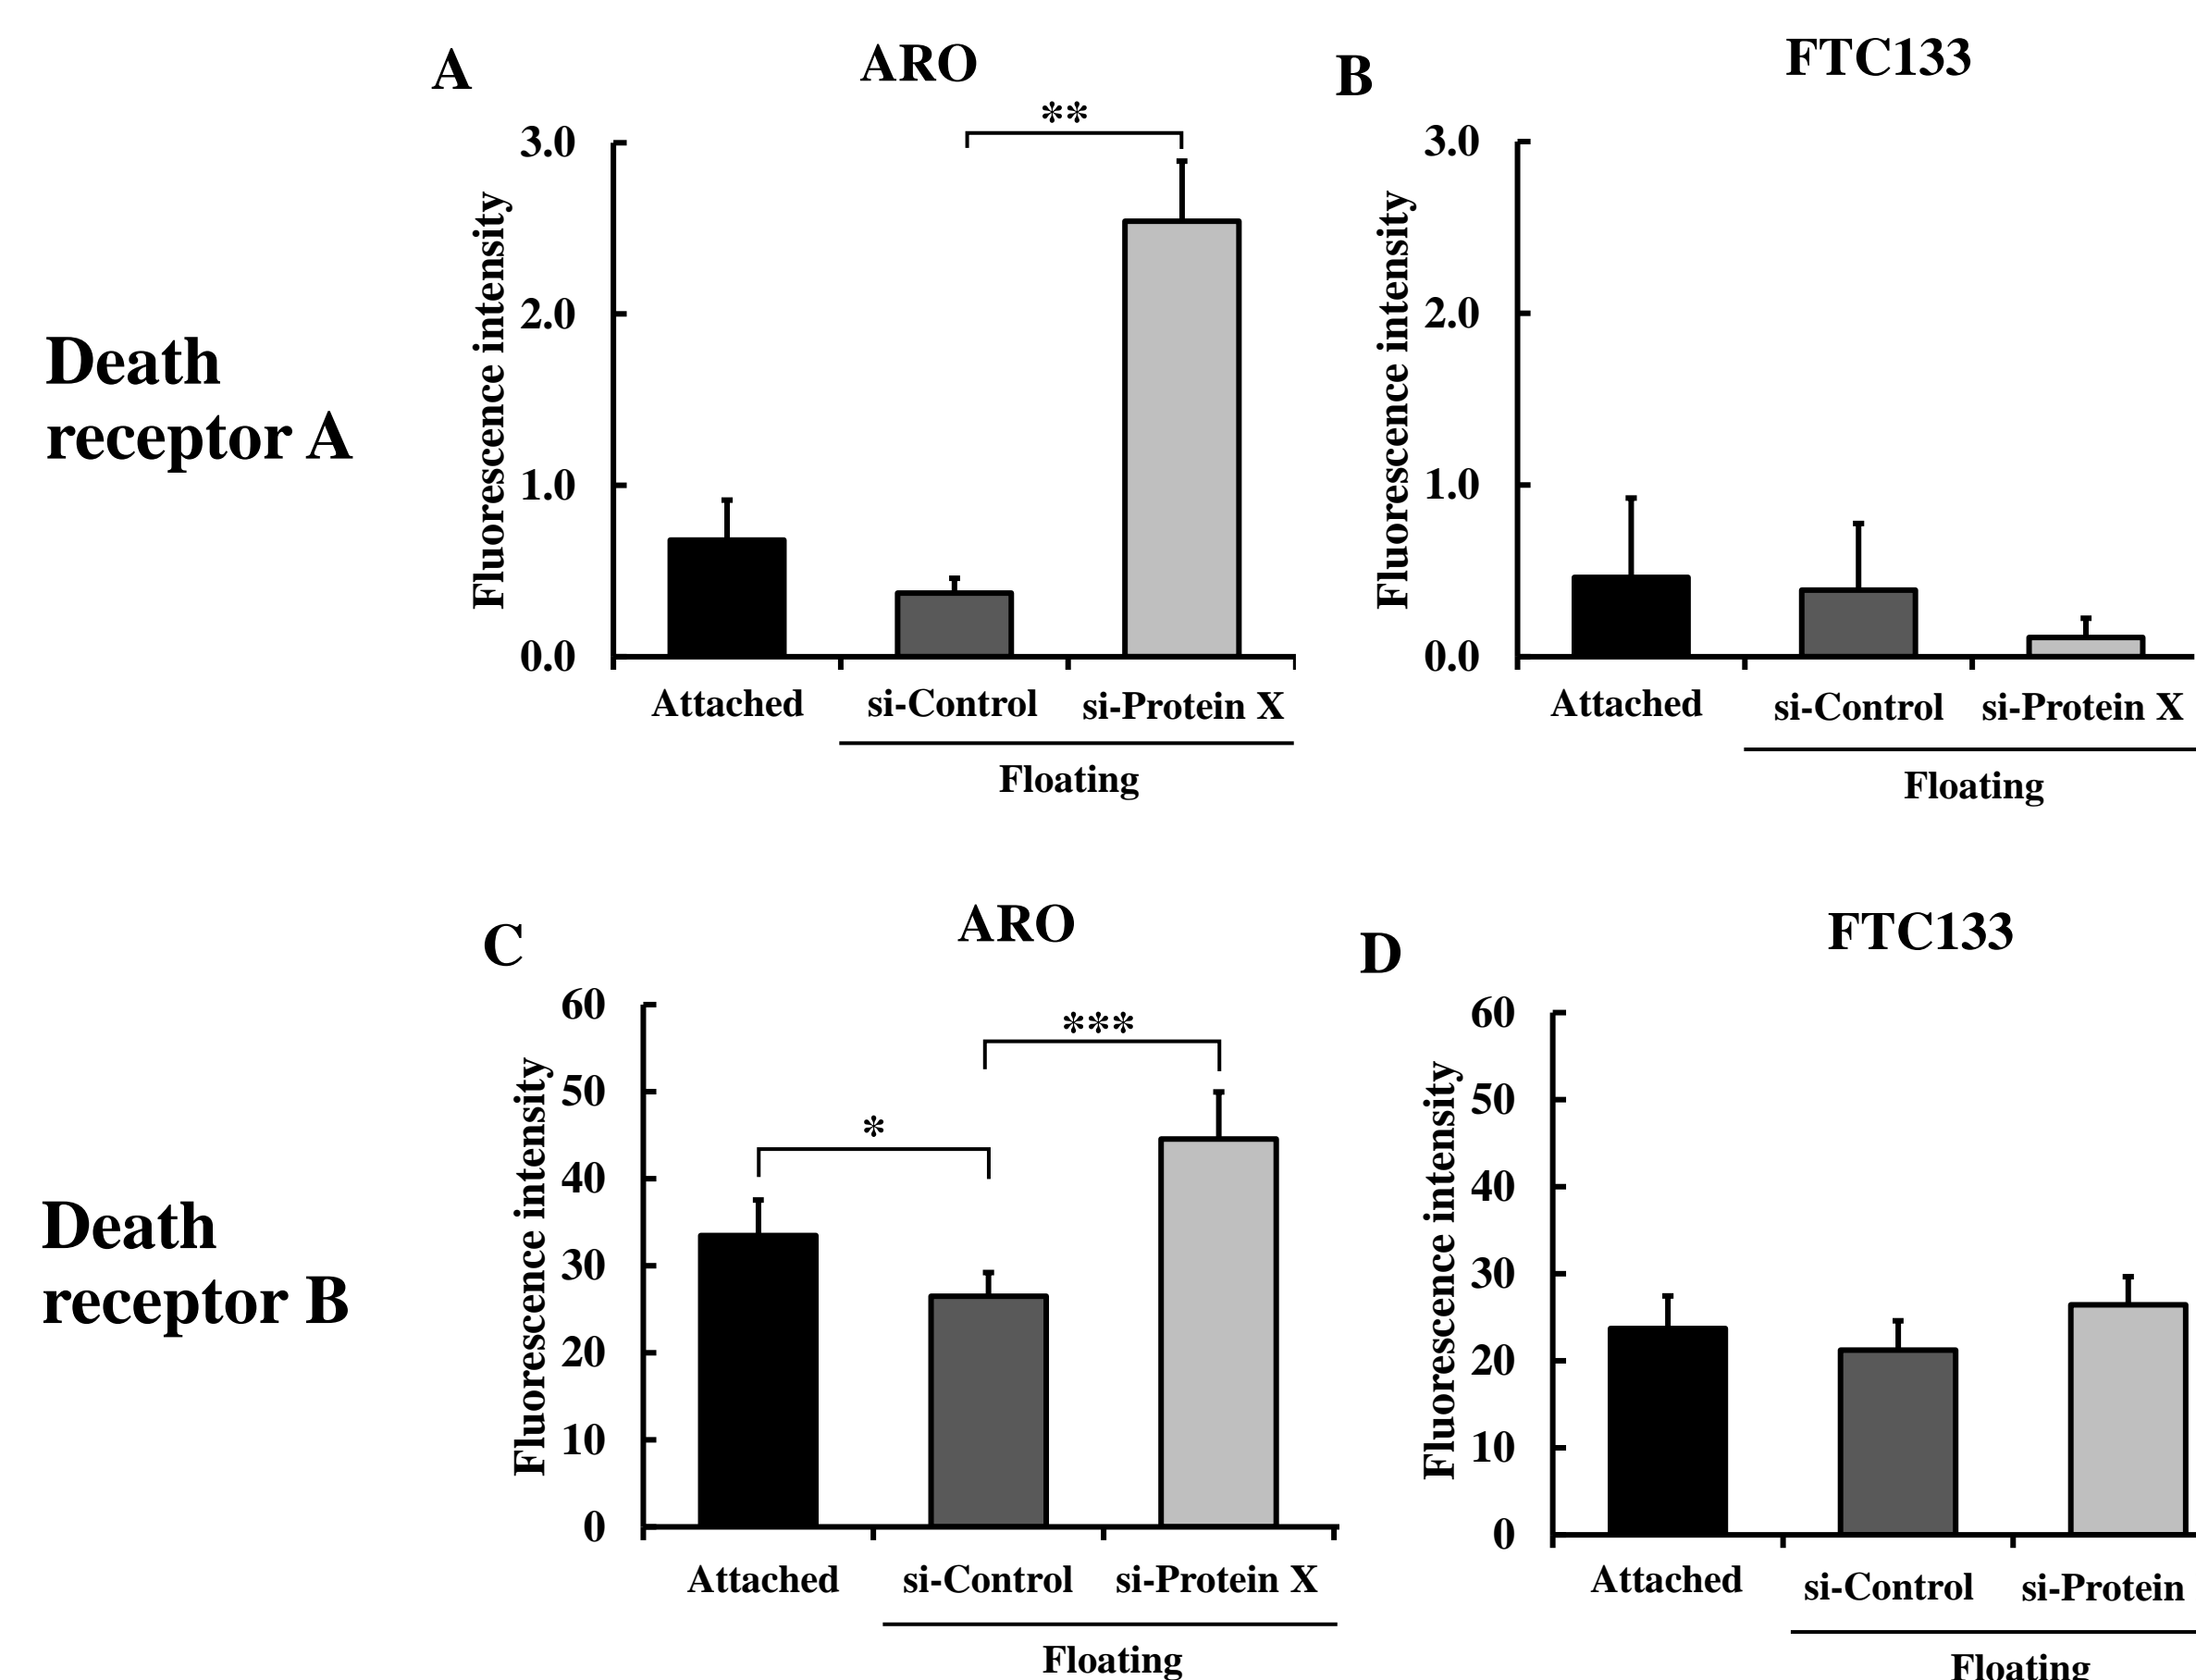 A
ARO
**
3.0
2.0
1.0
0.0
Fluorescence intensity
Attached
si-Control
si-Protein X
Floating
B
FTC133
3.0
2.0
1.0
0.0
Fluorescence intensity
Attached
si-Control
si-Protein X
Floating
Death
receptor A
C
ARO
***
*
60
50
40
30
20
10
0
Fluorescence intensity
Attached
si-Control
si-Protein X
Floating
D
FTC133
60
50
40
30
20
10
0
Fluorescence intensity
Attached
si-Control
si-Protein
Floating
Death
receptor B